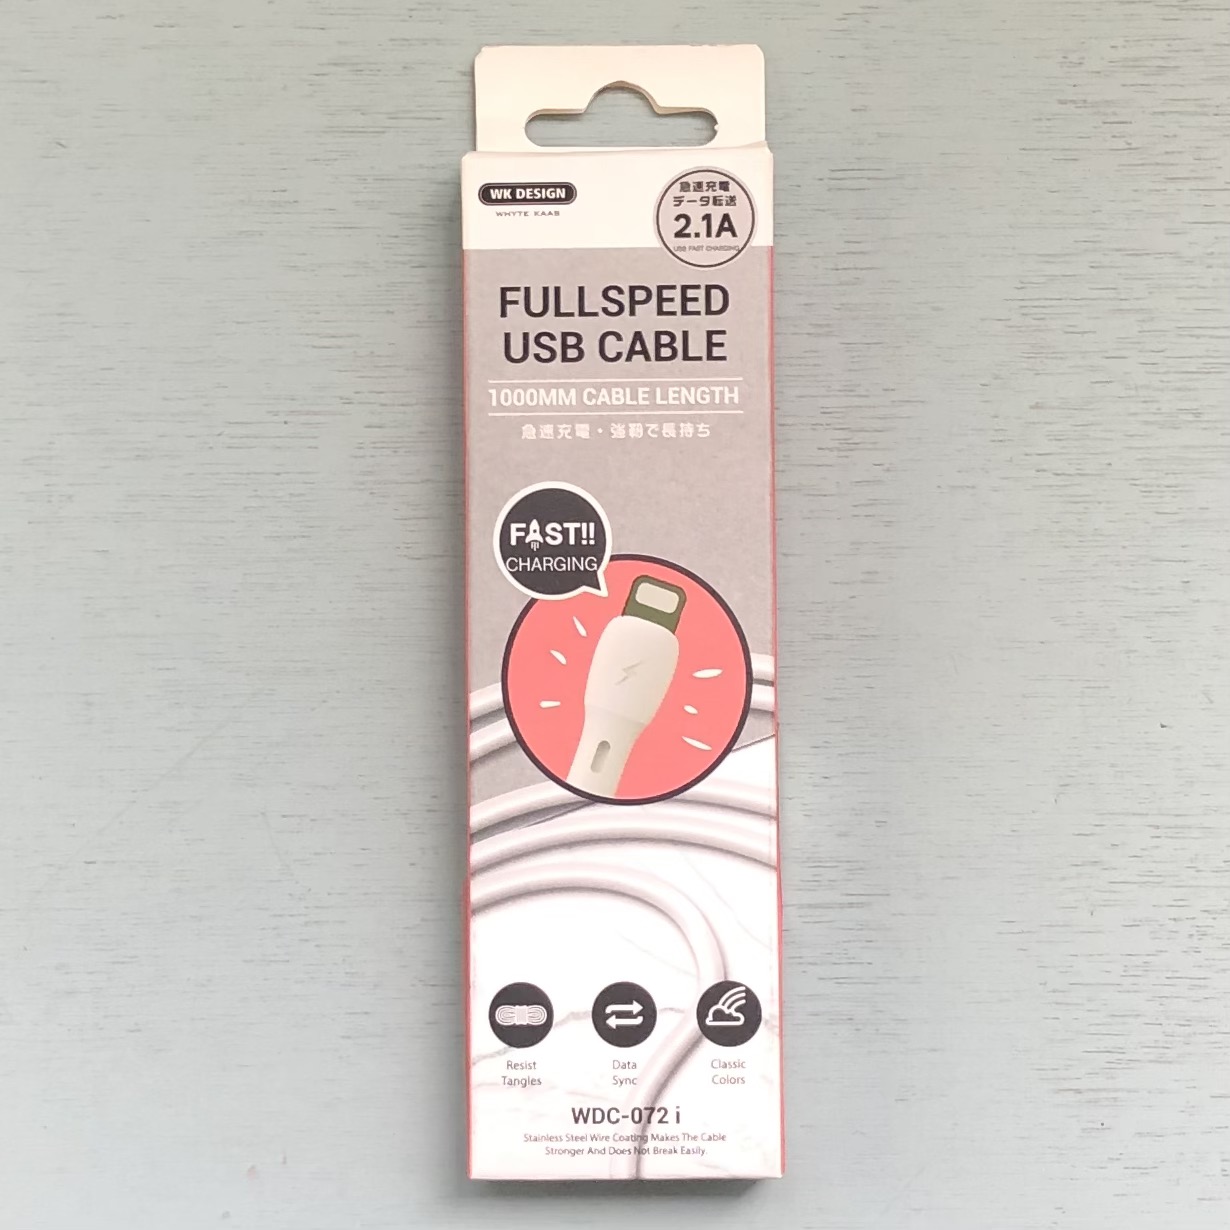 WK DESIGN
WHYTE KAAS
急速充電
データ転送
2.1A
USB FAST CHARGING
FULLSPEED
USB CABLE
1000MM CABLE LENGTH
急速充電・強靭で長持ち
FAST!!
CHARGING
Resist
Tangles
Data
Sync
Classic
Colors
WDC-072 i
Stainless Steel Wire Coating Makes The Cable
Stronger And Does Not Break Easily.